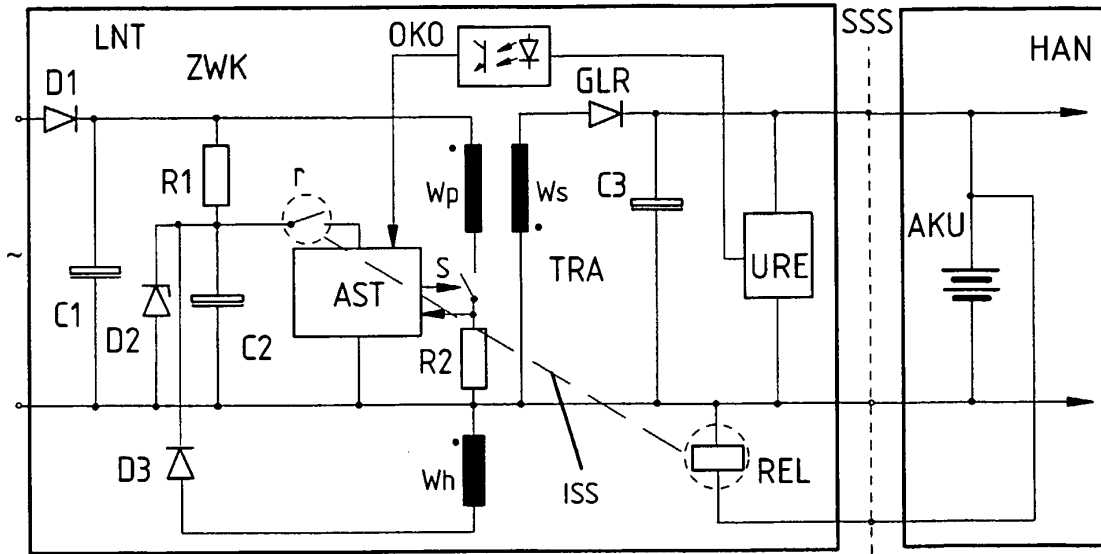 LNT
OKO
SSS
HAN
ZWK
D1
GLR
R1
r
Wp
Ws
C3
AKU
~
S
TRA
URE
AST
C1
D2
C2
R2
D3
Wh
ISS
REL